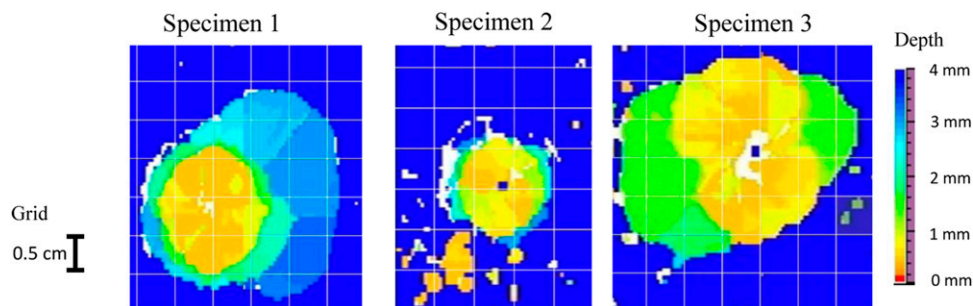 Specimen 1
Specimen 2
Specimen 3
Depth
4 mm
3 mm
2 mm
1 mm
0 mm
Grid
0.5 cm